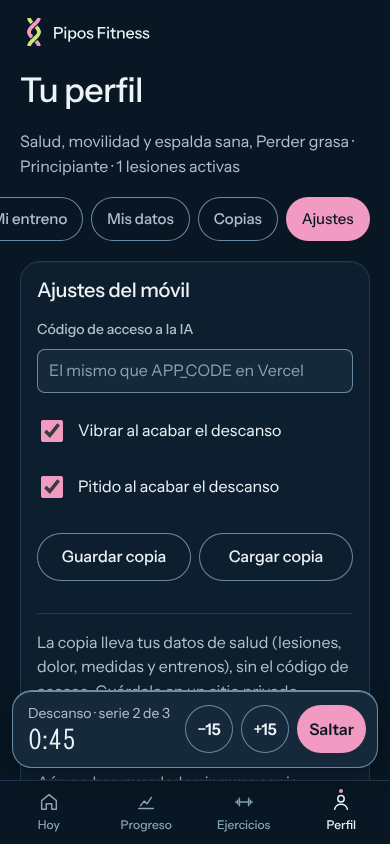 Pipos Fitness
Tu perfil
Salud, movilidad y espalda sana, Perder grasa ·
Principiante · 1 lesiones activas
Mi entreno
Mis datos
Copias
Ajustes
Ajustes del móvil
Código de acceso a la IA
El mismo que APP_CODE en Vercel
Vibrar al acabar el descanso
Pitido al acabar el descanso
Guardar copia
Cargar copia
La copia lleva tus datos de salud (lesiones,
dolor, medidas y entrenos), sin el código de
Descanso · serie 2 de 3
0:45
−15
+15
Saltar
Hoy
Progreso
Ejercicios
Perfil